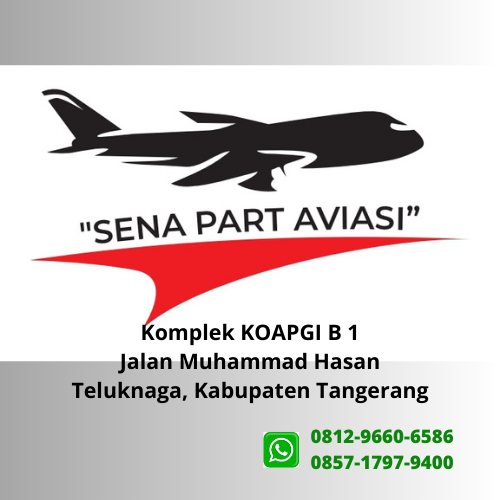 "SENA PART AVIASI”
Komplek KOAPGI B 1
Jalan Muhammad Hasan
Teluknaga, Kabupaten Tangerang
0812-9660-6586
0857-1797-9400